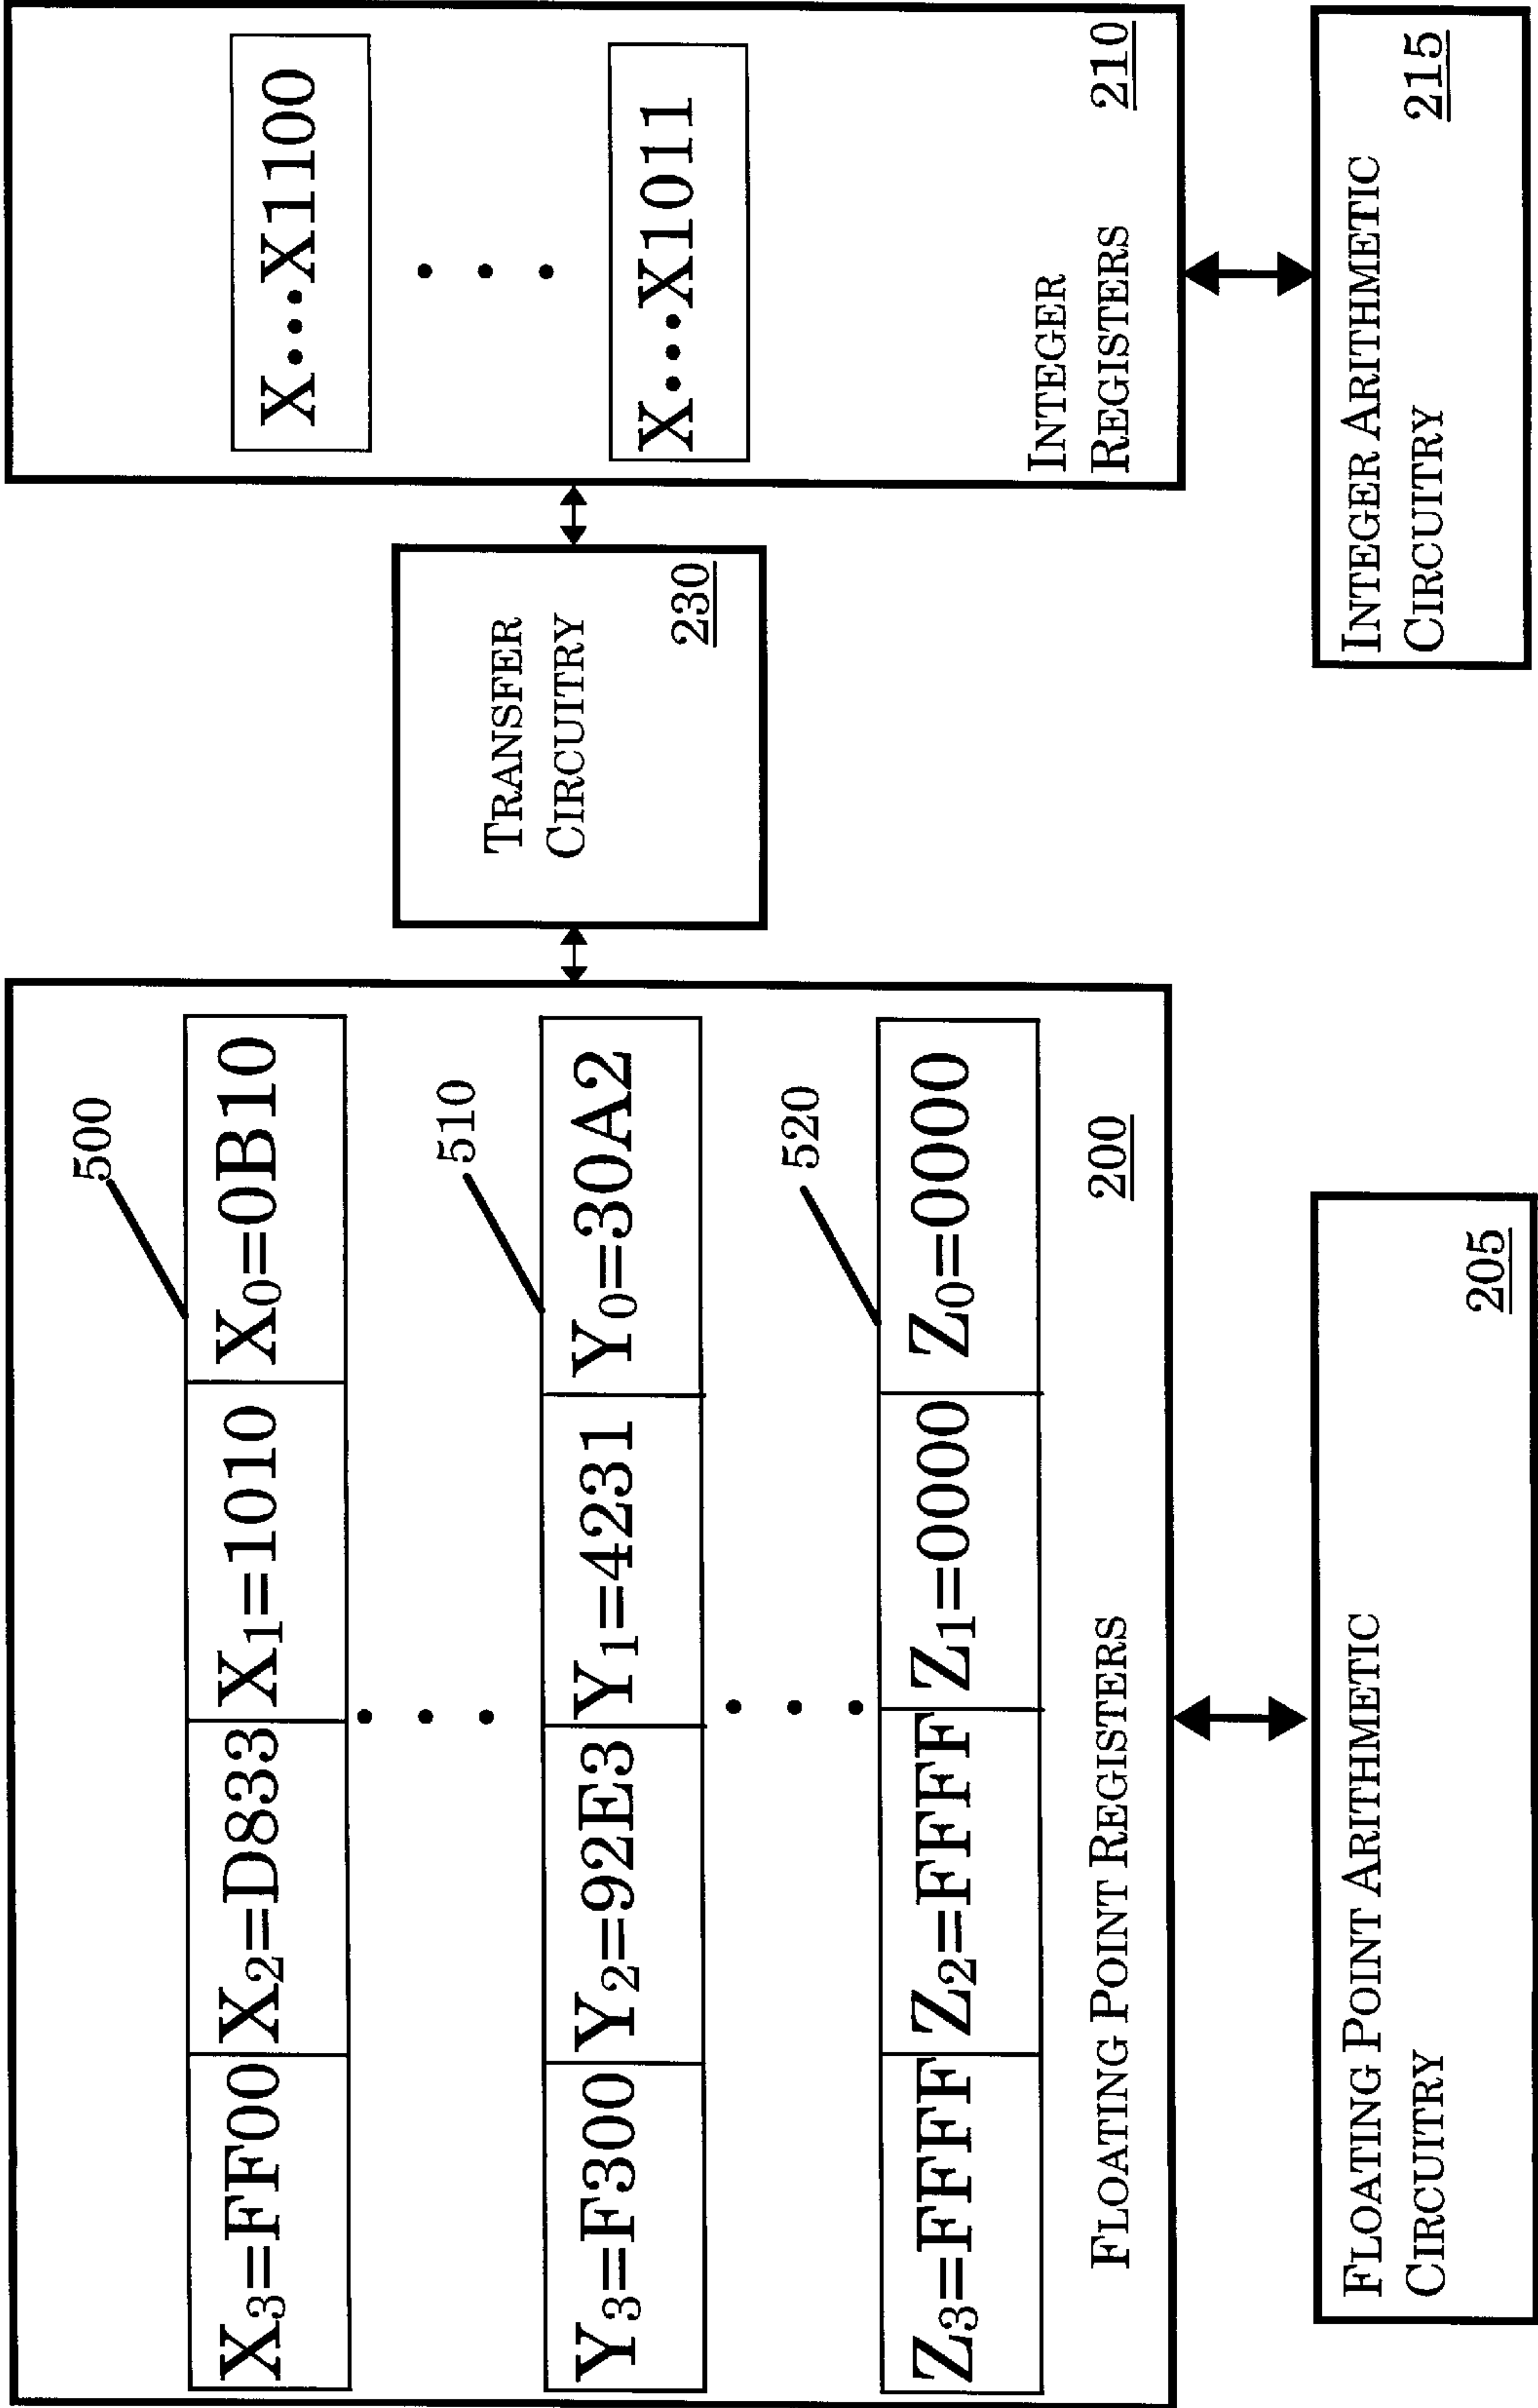 500
X3=FF00 X2=D833 X1=1010 X0=0B10
510
Y3=F300 Y2=92E3 Y1=4231 Y0=30A2
520
Z3=FFFF Z2=FFFF Z1=0000 Z0=0000
FLOATING POINT REGISTERS
200
FLOATING POINT ARITHMETIC
CIRCUITRY
205
TRANSFER
CIRCUITRY
230
X•••X1100
X•••X1011
INTEGER
REGISTERS
210
INTEGER ARITHMETIC
CIRCUITRY
215